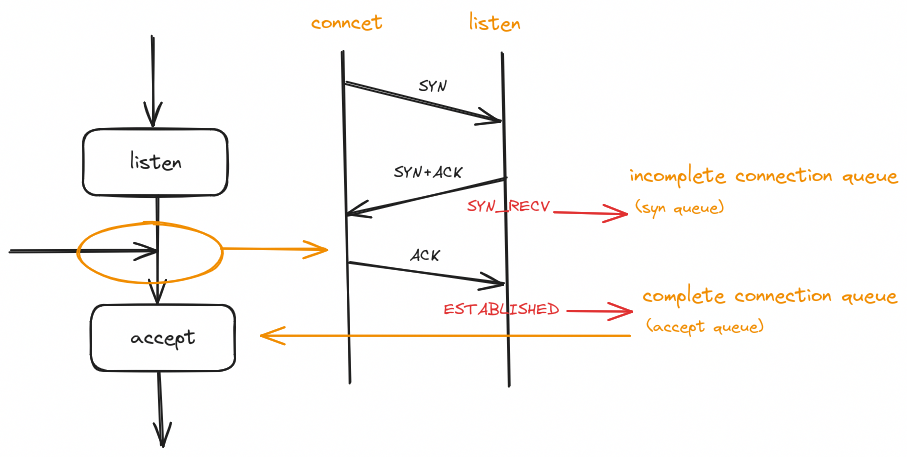 conncet
listen
SYN
listen
SYN+ACK
incomplete connection queue
SYN_RECV
(syn queue)
ACK
complete connection queue
ESTABLISHED
(accept queue)
accept